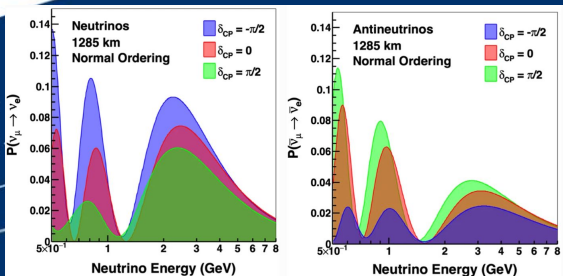 Neutrinos
1285 km
Normal Ordering
δCP = -π/2
δCP = 0
δCP = π/2
P(νμ → νe)
0.14
0.12
0.1
0.08
0.06
0.04
0.02
0
5×10⁻¹ 1 2 3 4 5 6 7 8
Neutrino Energy (GeV)
Antineutrinos
1285 km
Normal Ordering
δCP = -π/2
δCP = 0
δCP = π/2
P(ν̄μ → ν̄e)
0.14
0.12
0.1
0.08
0.06
0.04
0.02
0
5×10⁻¹ 1 2 3 4 5 6 7 8
Neutrino Energy (GeV)